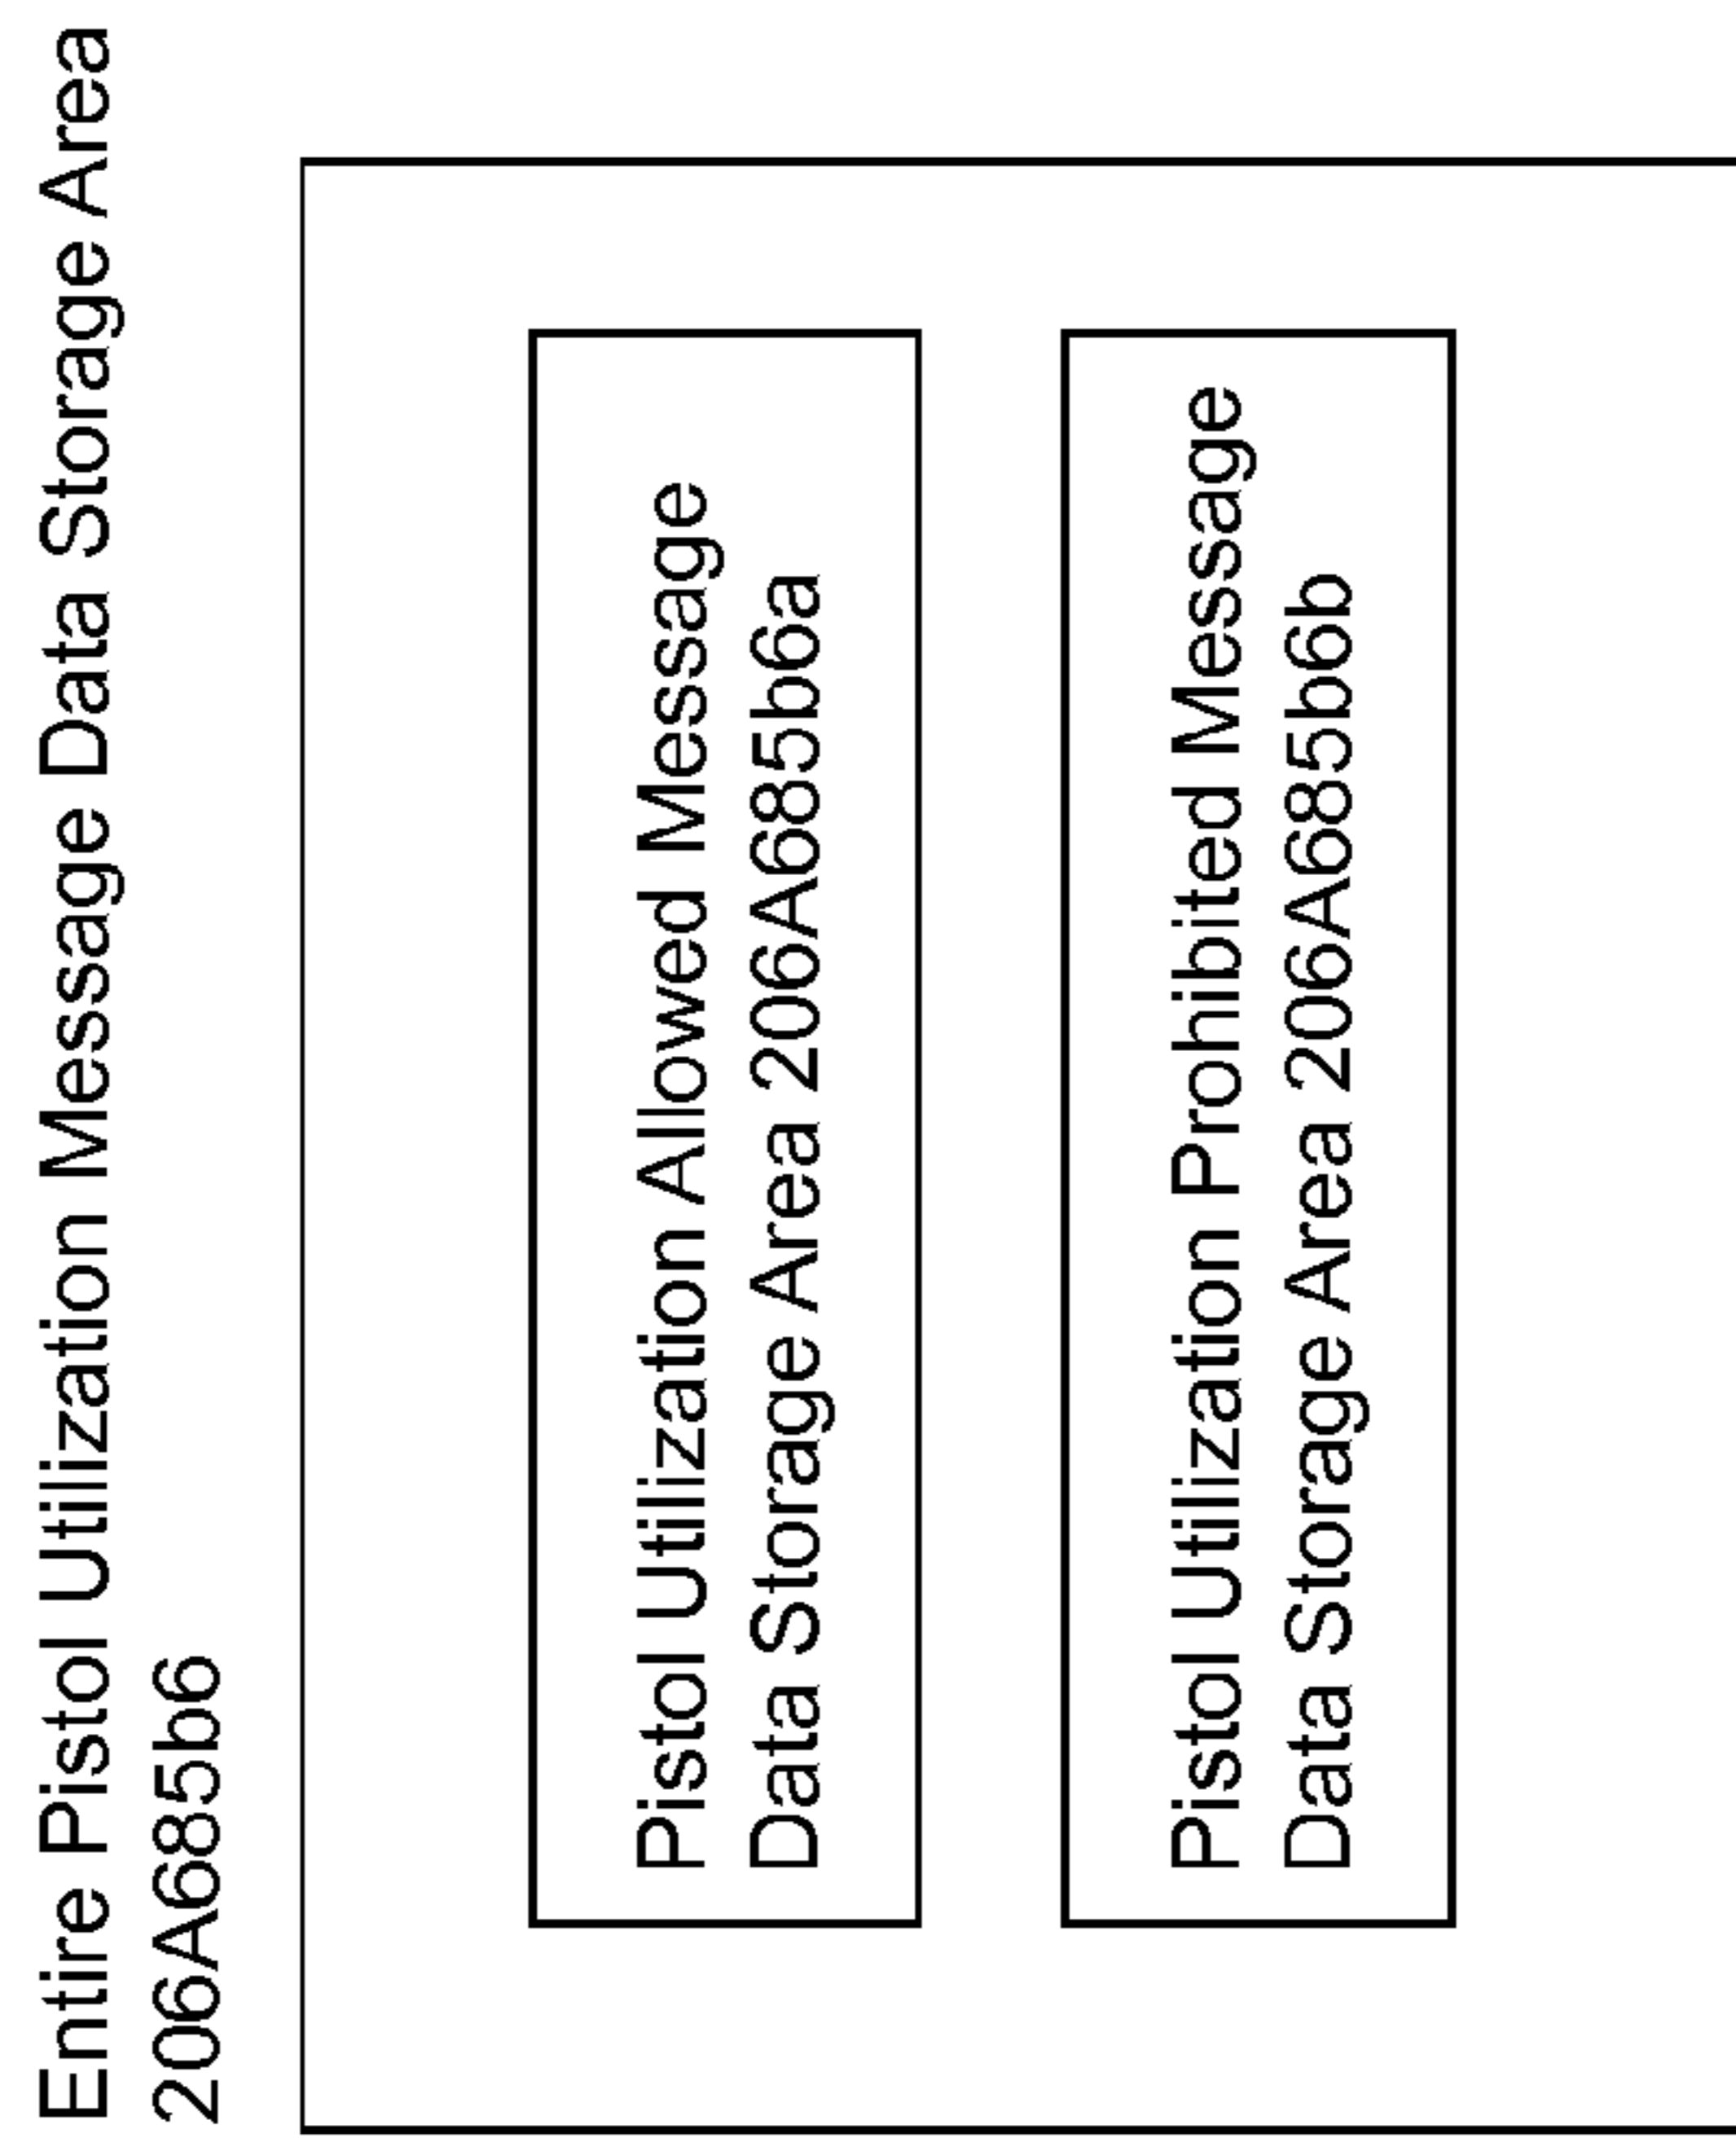 Entire Pistol Utilization Message Data Storage Area
206A685b6
Pistol Utilization Allowed Message
Data Storage Area 206A685b6a
Pistol Utilization Prohibited Message
Data Storage Area 206A685b6b